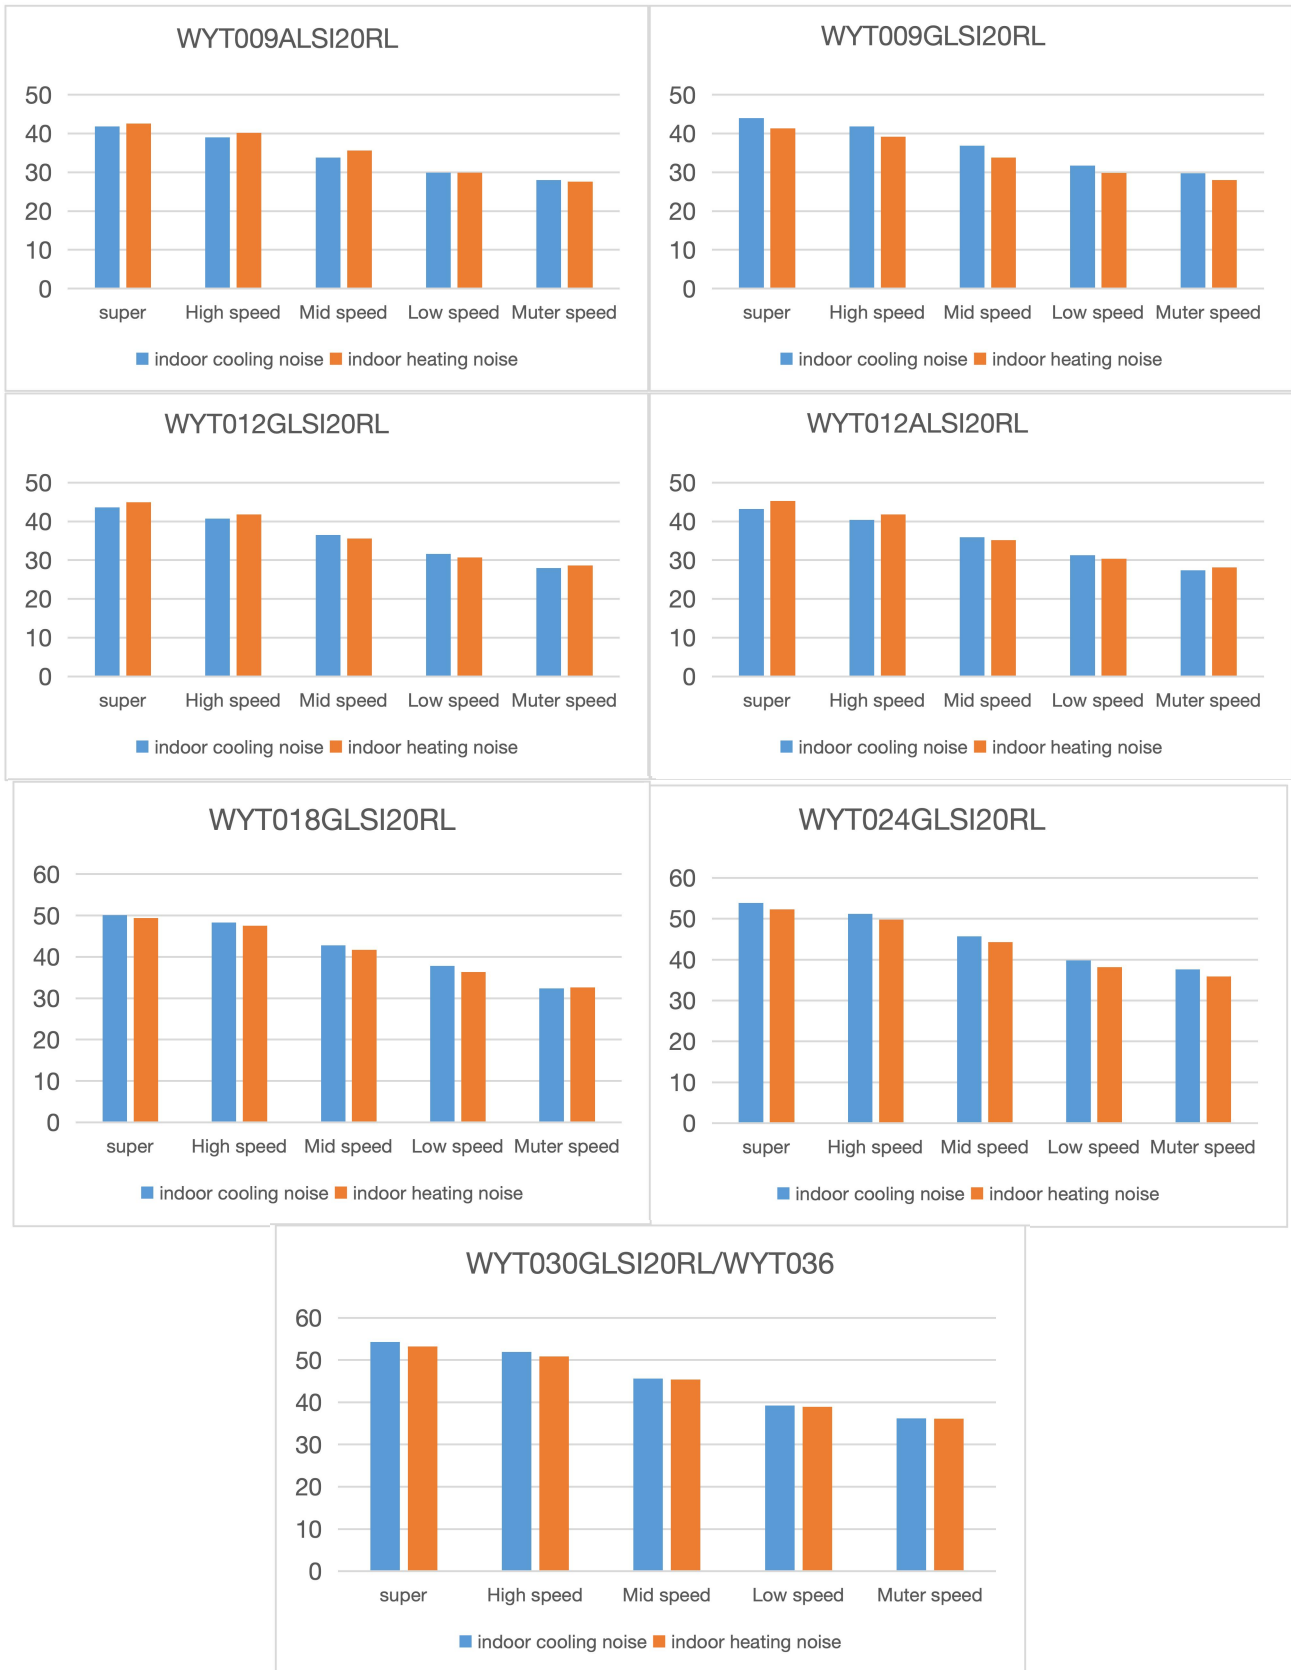 WYT009ALSI20RL
50
40
30
20
10
0
super High speed Mid speed Low speed Muter speed
indoor cooling noise indoor heating noise
WYT009GLSI20RL
50
40
30
20
10
0
super High speed Mid speed Low speed Muter speed
indoor cooling noise indoor heating noise
WYT012GLSI20RL
50
40
30
20
10
0
super High speed Mid speed Low speed Muter speed
indoor cooling noise indoor heating noise
WYT012ALSI20RL
50
40
30
20
10
0
super High speed Mid speed Low speed Muter speed
indoor cooling noise indoor heating noise
WYT018GLSI20RL
60
50
40
30
20
10
0
super High speed Mid speed Low speed Muter speed
indoor cooling noise indoor heating noise
WYT024GLSI20RL
60
50
40
30
20
10
0
super High speed Mid speed Low speed Muter speed
indoor cooling noise indoor heating noise
WYT030GLSI20RL/WYT036
60
50
40
30
20
10
0
super High speed Mid speed Low speed Muter speed
indoor cooling noise indoor heating noise